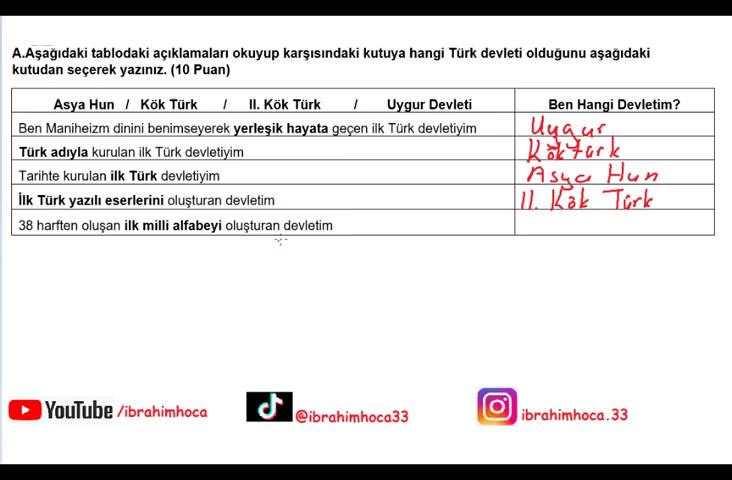 A.Aşağıdaki tablodaki açıklamaları okuyup karşısındaki kutuya hangi Türk devleti olduğunu aşağıdaki
kutudan seçerek yazınız. (10 Puan)
Asya Hun / Kök Türk / II. Kök Türk / Uygur Devleti Ben Hangi Devletim?
Ben Maniheizm dinini benimseyerek yerleşik hayata geçen ilk Türk devletiyim Uygur
Türk adıyla kurulan ilk Türk devletiyim Köktürk
Tarihte kurulan ilk Türk devletiyim Asya Hun
İlk Türk yazılı eserlerini oluşturan devletim II. Kök Türk
38 harften oluşan ilk milli alfabeyi oluşturan devletim
YouTube /ibrahimhoca @ibrahimhoca33 ibrahimhoca.33